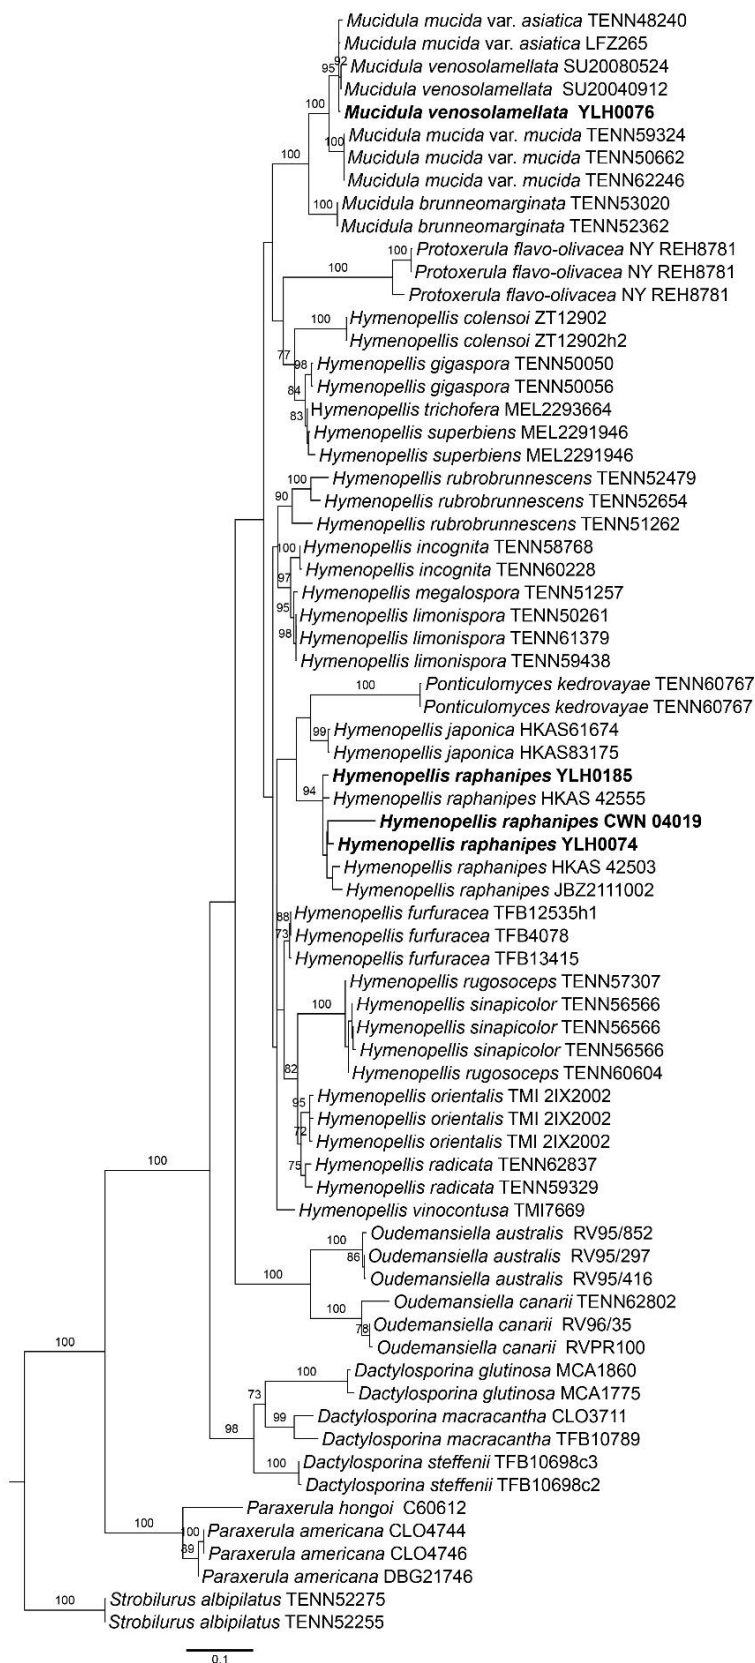 Mucidula mucida var. asiatica TENN48240
Mucidula mucida var. asiatica LFZ265
92
95
Mucidula venosolamellata SU20080524
Mucidula venosolamellata SU20040912
100
Mucidula venosolamellata YLH0076
Mucidula mucida var. mucida TENN59324
100
Mucidula mucida var. mucida TENN50662
100
Mucidula mucida var. mucida TENN62246
100
Mucidula brunneomarginata TENN53020
Mucidula brunneomarginata TENN52362
100
Protoxerula flavo-olivacea NY REH8781
100
Protoxerula flavo-olivacea NY REH8781
Protoxerula flavo-olivacea NY REH8781
100
Hymenopellis colensoi ZT12902
Hymenopellis colensoi ZT12902h2
77
98
Hymenopellis gigaspora TENN50050
84
Hymenopellis gigaspora TENN50056
83
Hymenopellis trichofera MEL2293664
Hymenopellis superbiens MEL2291946
Hymenopellis superbiens MEL2291946
100
Hymenopellis rubrobrunnescens TENN52479
90
Hymenopellis rubrobrunnescens TENN52654
Hymenopellis rubrobrunnescens TENN51262
100
Hymenopellis incognita TENN58768
97
Hymenopellis incognita TENN60228
Hymenopellis megalospora TENN51257
95
Hymenopellis limonispora TENN50261
98
Hymenopellis limonispora TENN61379
Hymenopellis limonispora TENN59438
100
Ponticulomyces kedrovayae TENN60767
Ponticulomyces kedrovayae TENN60767
99
Hymenopellis japonica HKAS61674
Hymenopellis japonica HKAS83175
Hymenopellis raphanipes YLH0185
94
Hymenopellis raphanipes HKAS 42555
Hymenopellis raphanipes CWN 04019
Hymenopellis raphanipes YLH0074
Hymenopellis raphanipes HKAS 42503
Hymenopellis raphanipes JBZ2111002
88
Hymenopellis furfuracea TFB12535h1
73
Hymenopellis furfuracea TFB4078
Hymenopellis furfuracea TFB13415
Hymenopellis rugosoceps TENN57307
100
Hymenopellis sinapicolor TENN56566
Hymenopellis sinapicolor TENN56566
Hymenopellis sinapicolor TENN56566
82
Hymenopellis rugosoceps TENN60604
95
Hymenopellis orientalis TMI 2IX2002
Hymenopellis orientalis TMI 2IX2002
72
Hymenopellis orientalis TMI 2IX2002
75
Hymenopellis radicata TENN62837
100
Hymenopellis radicata TENN59329
Hymenopellis vinocontusa TMI7669
Oudemansiella australis RV95/852
100
86
Oudemansiella australis RV95/297
100
Oudemansiella australis RV95/416
Oudemansiella canarii TENN62802
100
78
Oudemansiella canarii RV96/35
100
Oudemansiella canarii RVPR100
100
Dactylosporina glutinosa MCA1860
73
Dactylosporina glutinosa MCA1775
99
Dactylosporina macracantha CLO3711
98
Dactylosporina macracantha TFB10789
100
Dactylosporina steffenii TFB10698c3
Dactylosporina steffenii TFB10698c2
Paraxerula hongoi C60612
100
100
Paraxerula americana CLO4744
89
Paraxerula americana CLO4746
Paraxerula americana DBG21746
100
Strobilurus albipilatus TENN52275
Strobilurus albipilatus TENN52255
0.1